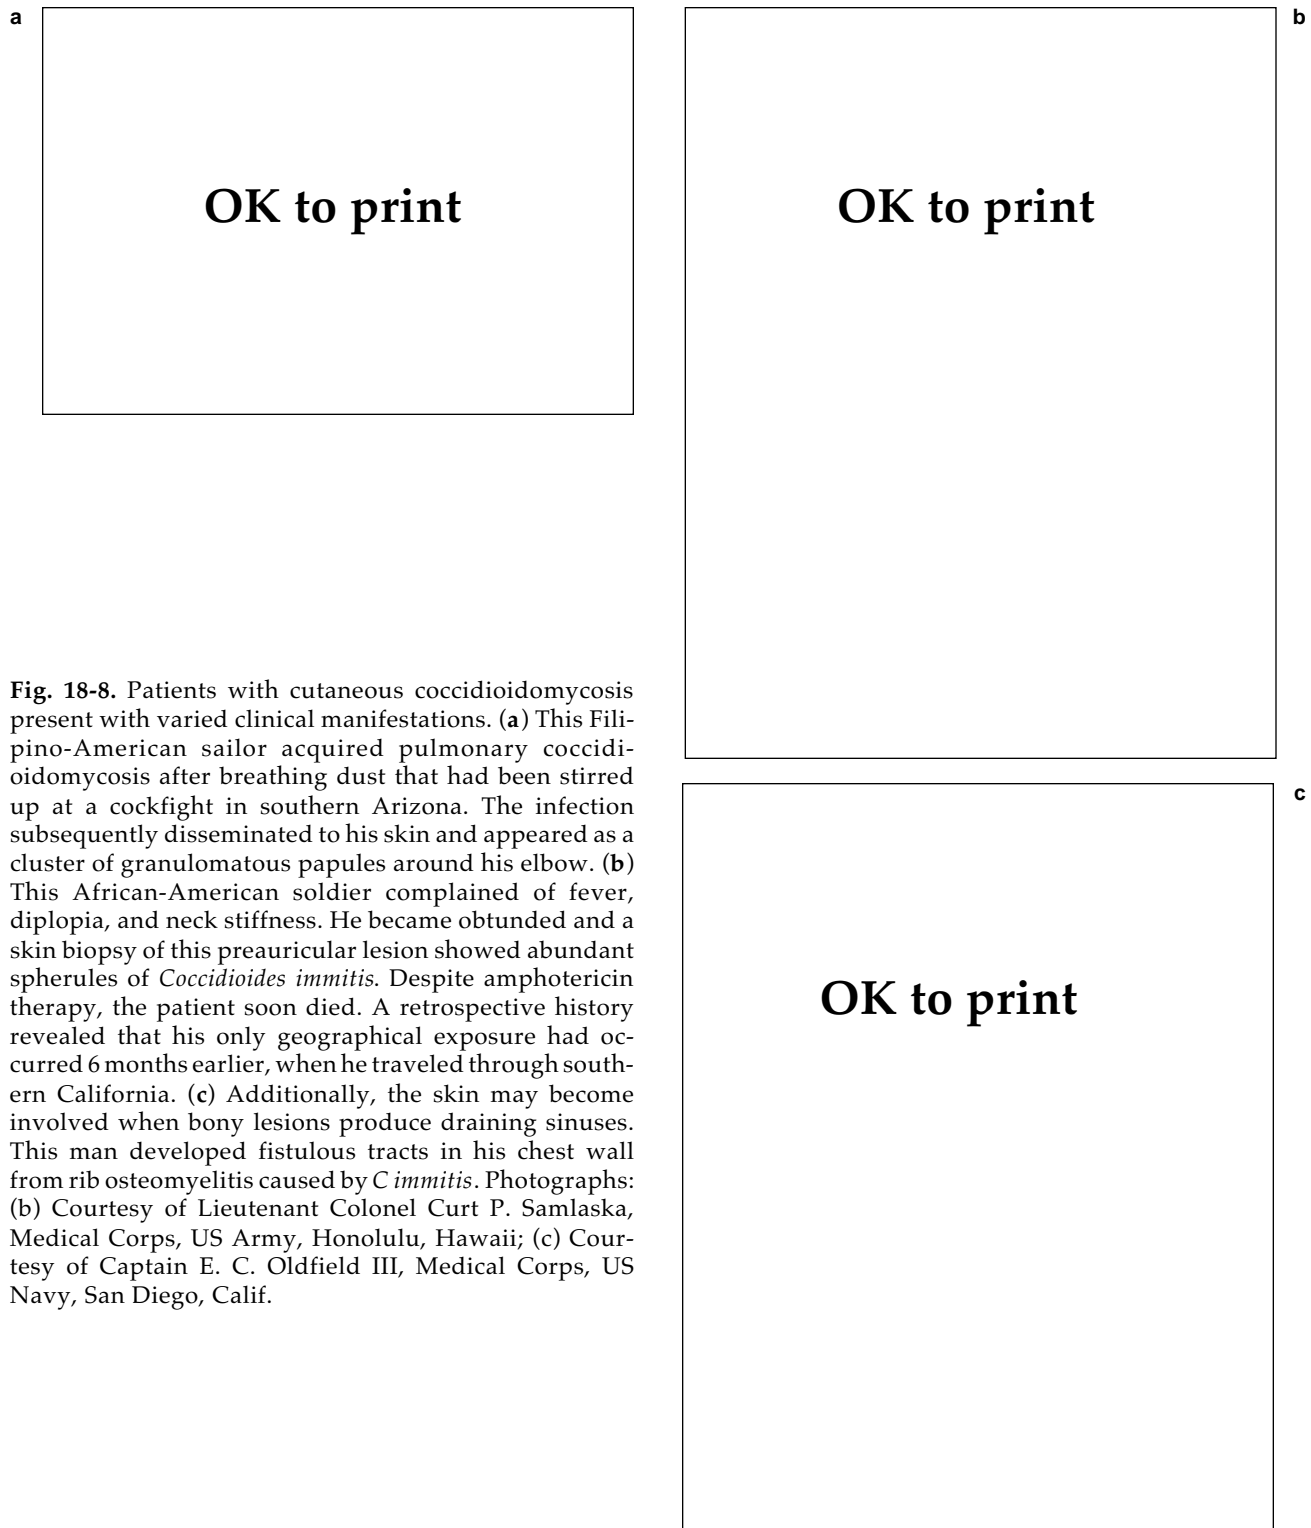 a
OK to print
b
OK to print
Fig. 18-8. Patients with cutaneous coccidioidomycosis
present with varied clinical manifestations. (a) This Fili-
pino-American sailor acquired pulmonary coccidi-
oidomycosis after breathing dust that had been stirred
up at a cockfight in southern Arizona. The infection
subsequently disseminated to his skin and appeared as a
cluster of granulomatous papules around his elbow. (b)
This African-American soldier complained of fever,
diplopia, and neck stiffness. He became obtunded and a
skin biopsy of this preauricular lesion showed abundant
spherules of Coccidioides immitis. Despite amphotericin
therapy, the patient soon died. A retrospective history
revealed that his only geographical exposure had oc-
curred 6 months earlier, when he traveled through south-
ern California. (c) Additionally, the skin may become
involved when bony lesions produce draining sinuses.
This man developed fistulous tracts in his chest wall
from rib osteomyelitis caused by C immitis. Photographs:
(b) Courtesy of Lieutenant Colonel Curt P. Samlaska,
Medical Corps, US Army, Honolulu, Hawaii; (c) Cour-
tesy of Captain E. C. Oldfield III, Medical Corps, US
Navy, San Diego, Calif.
c
OK to print